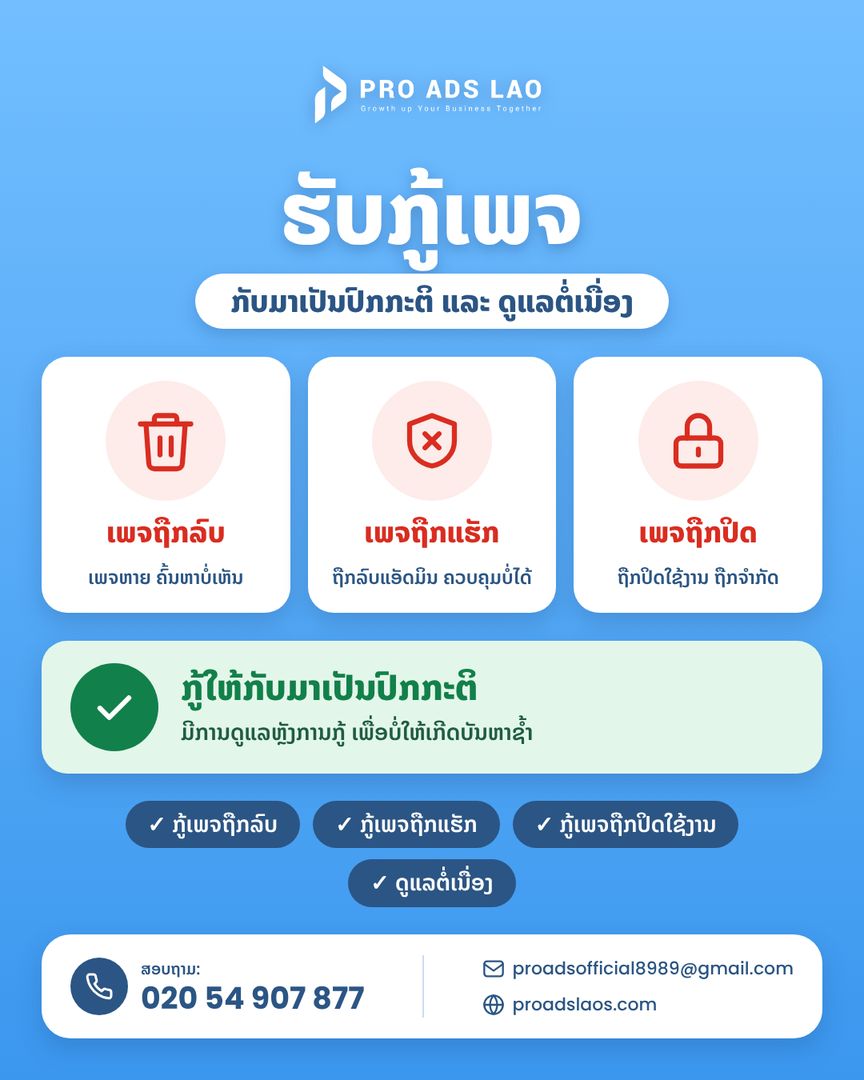 PRO ADS LAO
Growth up Your Business Together
ຮັບກູ້ເພຈ
ກັບມາເປັນປົກກະຕິ ແລະ ດູແລຕໍ່ເນື່ອງ
ເພຈຖືກລົບ
ເພຈຫາຍ ຄົ້ນຫາບໍ່ເຫັນ
ເພຈຖືກແຮັກ
ຖືກລົບແອັດມິນ ຄວບຄຸມບໍ່ໄດ້
ເພຈຖືກປິດ
ຖືກປິດໃຊ້ງານ ຖືກຈຳກັດ
ກູ້ໃຫ້ກັບມາເປັນປົກກະຕິ
ມີການດູແລຫຼັງການກູ້ ເພື່ອບໍ່ໃຫ້ເກີດບັນຫາຊ້ຳ
✓ ກູ້ເພຈຖືກລົບ
✓ ກູ້ເພຈຖືກແຮັກ
✓ ກູ້ເພຈຖືກປິດໃຊ້ງານ
✓ ດູແລຕໍ່ເນື່ອງ
ສອບຖາມ:
020 54 907 877
proadsofficial8989@gmail.com
proadslaos.com